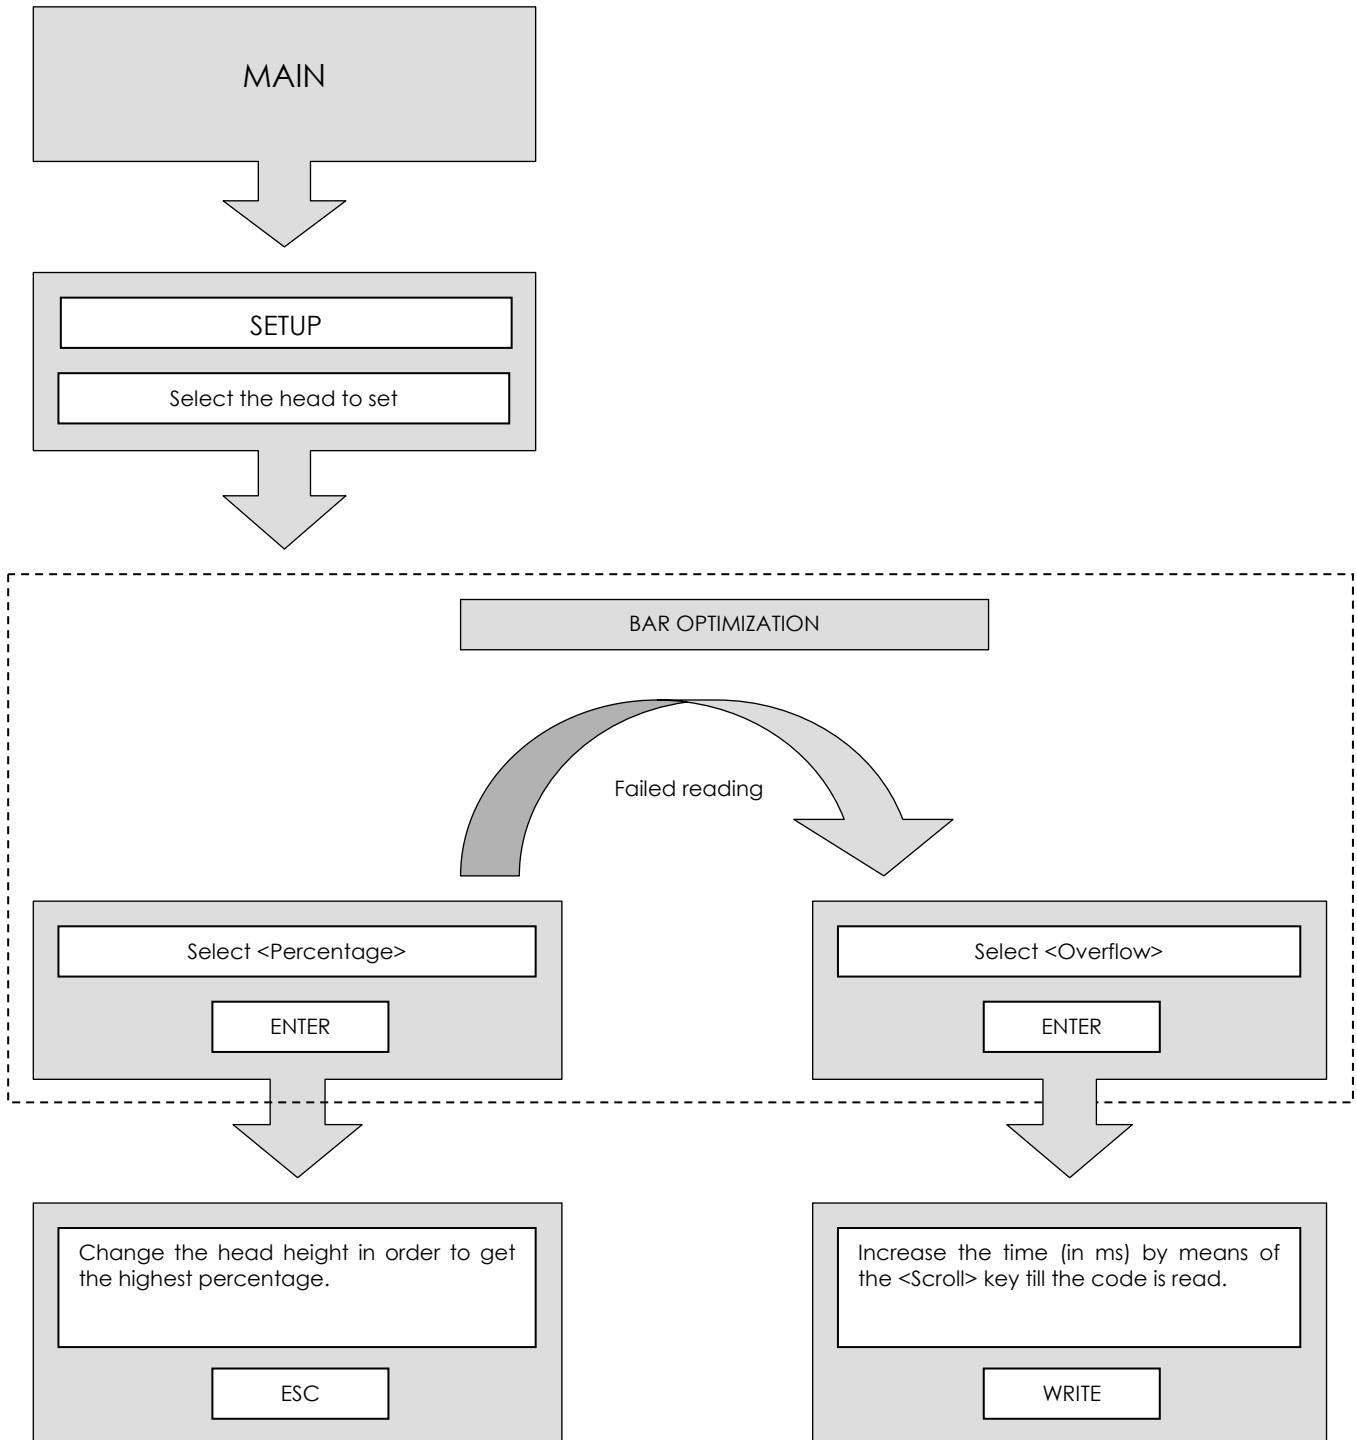 MAIN
SETUP
Select the head to set
BAR OPTIMIZATION
Failed reading
Select <Percentage>
ENTER
Select <Overflow>
ENTER
Change the head height in order to get
the highest percentage.
ESC
Increase the time (in ms) by means of
the <Scroll> key till the code is read.
WRITE